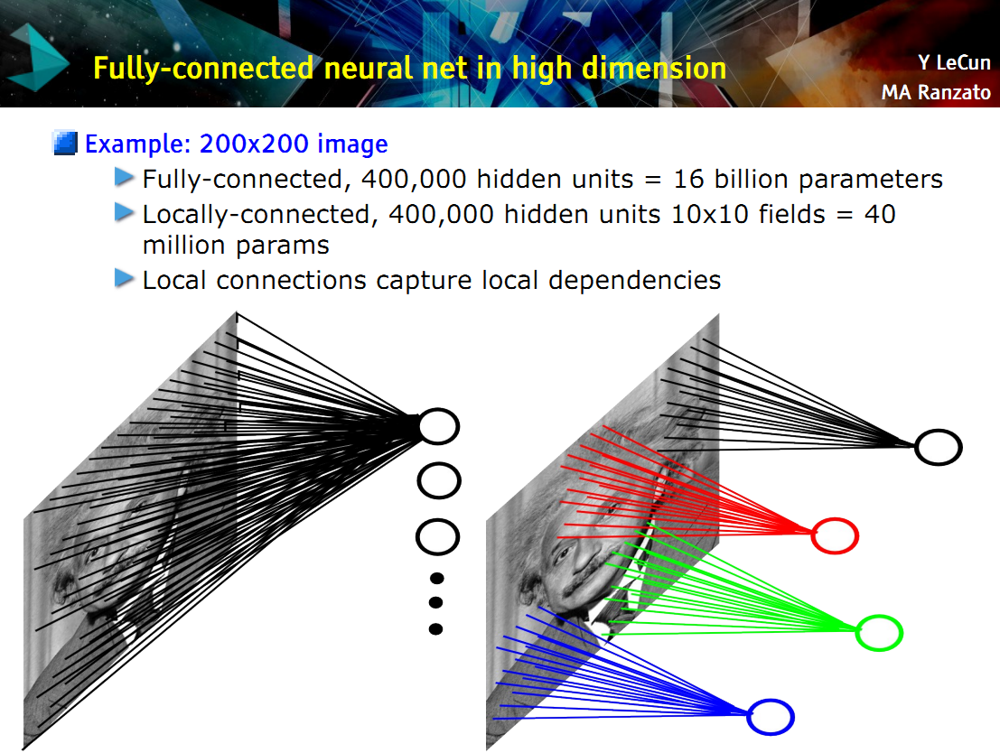 Fully-connected neural net in high dimension
Y LeCun
MA Ranzato
Example: 200x200 image
Fully-connected, 400,000 hidden units = 16 billion parameters
Locally-connected, 400,000 hidden units 10x10 fields = 40
million params
Local connections capture local dependencies